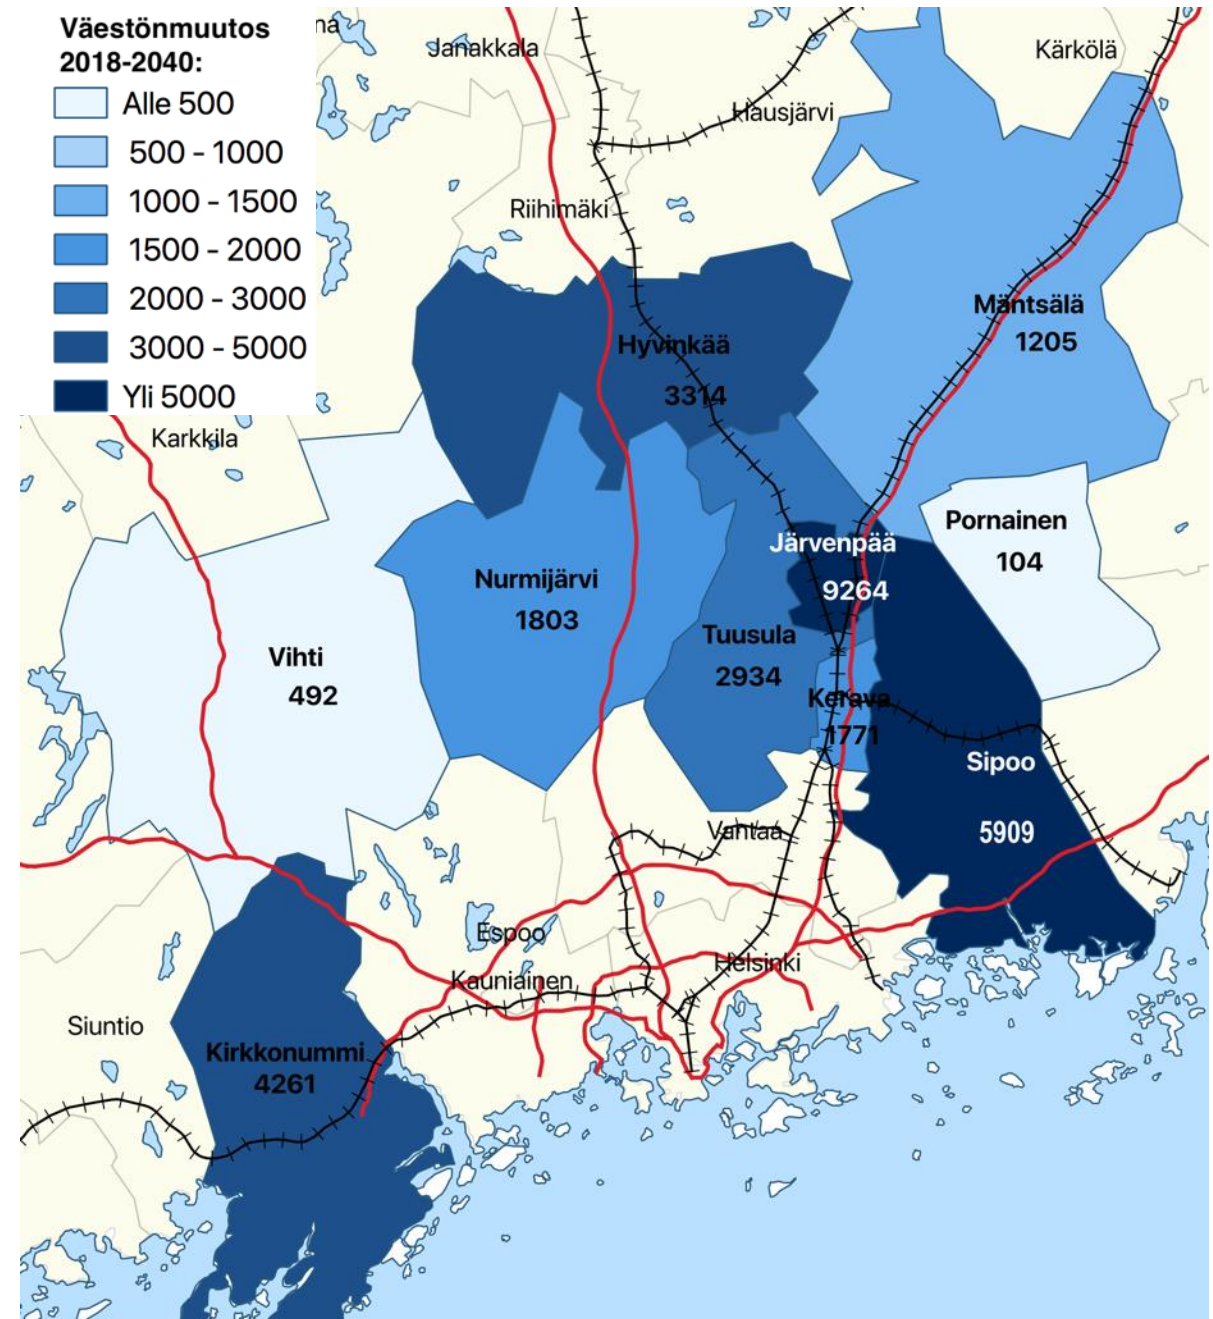 Väestönmuutos
2018-2040:
Alle 500
500 - 1000
1000 - 1500
1500 - 2000
2000 - 3000
3000 - 5000
Yli 5000
na
Janakkala
Kärkölä
Hausjärvi
Riihimäki
Mäntsälä
1205
Hyvinkää
3314
Karkkila
Pornainen
104
Järvenpää
9264
Nurmijärvi
1803
Tuusula
2934
Vihti
492
Kerava
1771
Sipoo
5909
Vantaa
Espoo
Helsinki
Kauniainen
Siuntio
Kirkkonummi
4261